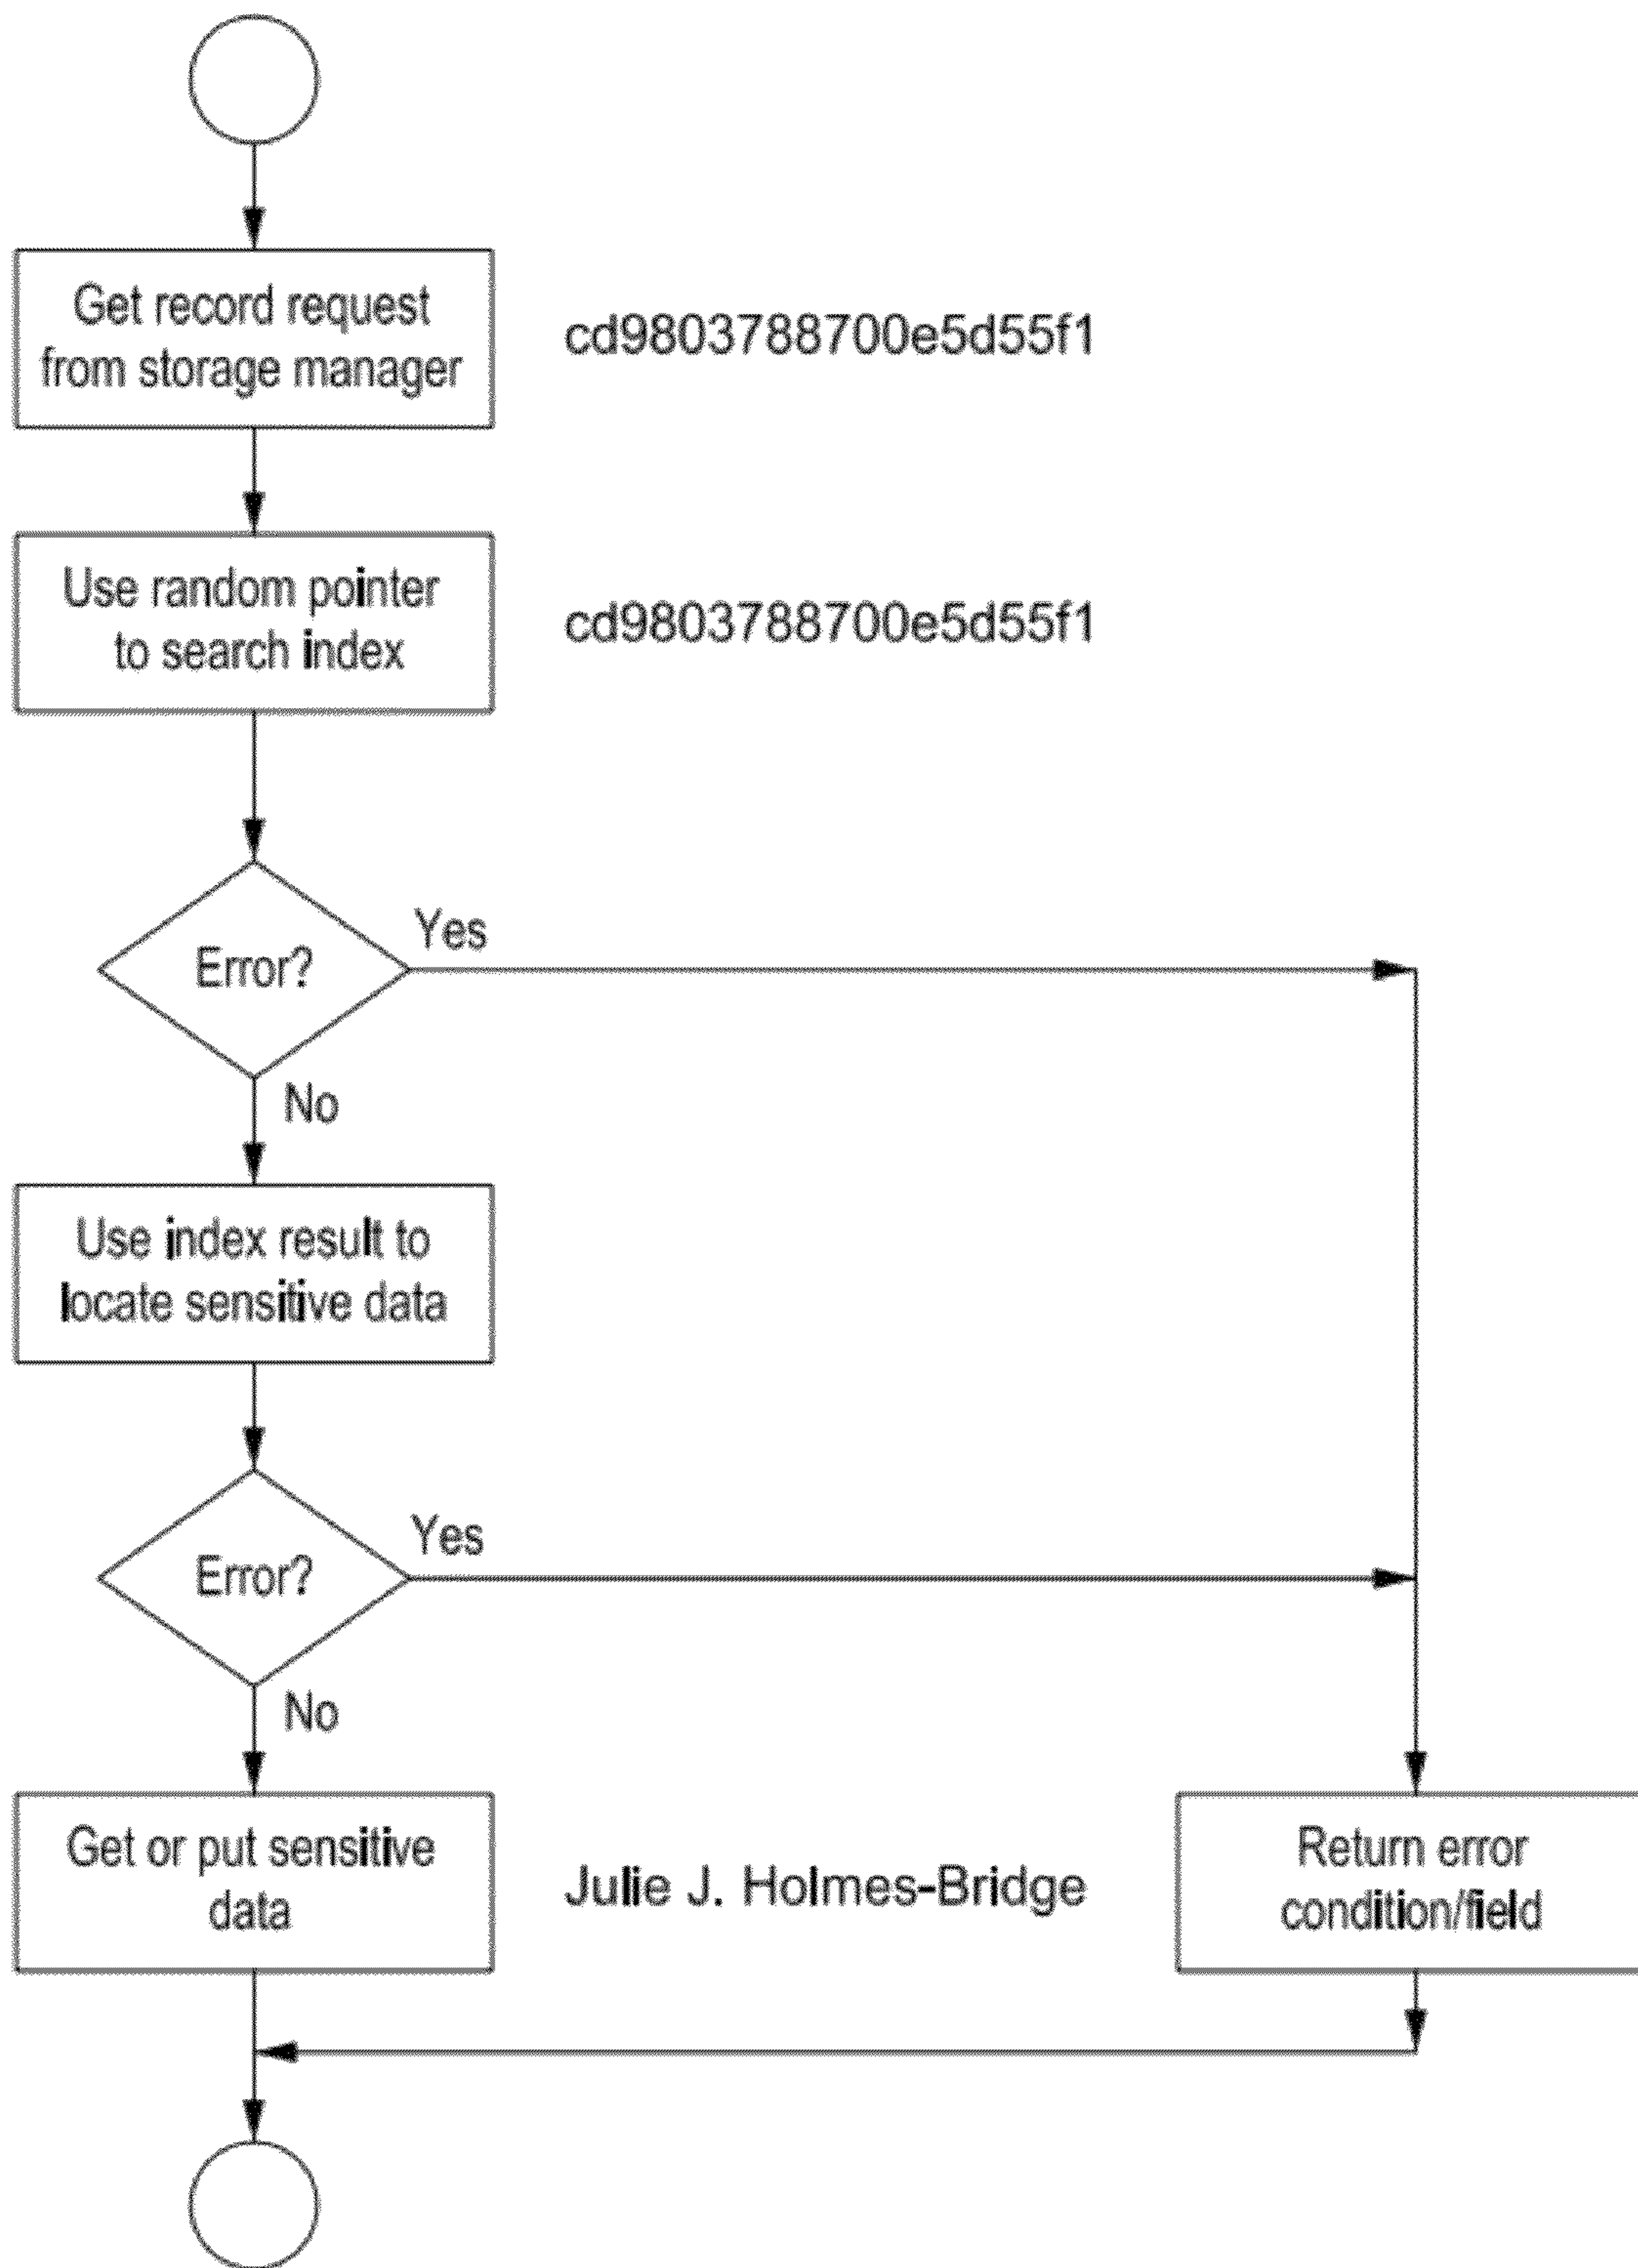 Get record request
from storage manager
cd9803788700e5d55f1
Use random pointer
to search index
cd9803788700e5d55f1
Error?
Yes
No
Use index result to
locate sensitive data
Error?
Yes
No
Get or put sensitive
data
Julie J. Holmes-Bridge
Return error
condition/field